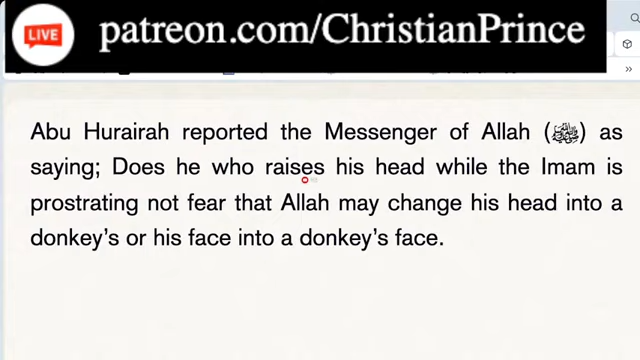 LIVE
patreon.com/ChristianPrince
Abu Hurairah reported the Messenger of Allah (ﷺ) as
saying; Does he who raises his head while the Imam is
prostrating not fear that Allah may change his head into a
donkey's or his face into a donkey's face.